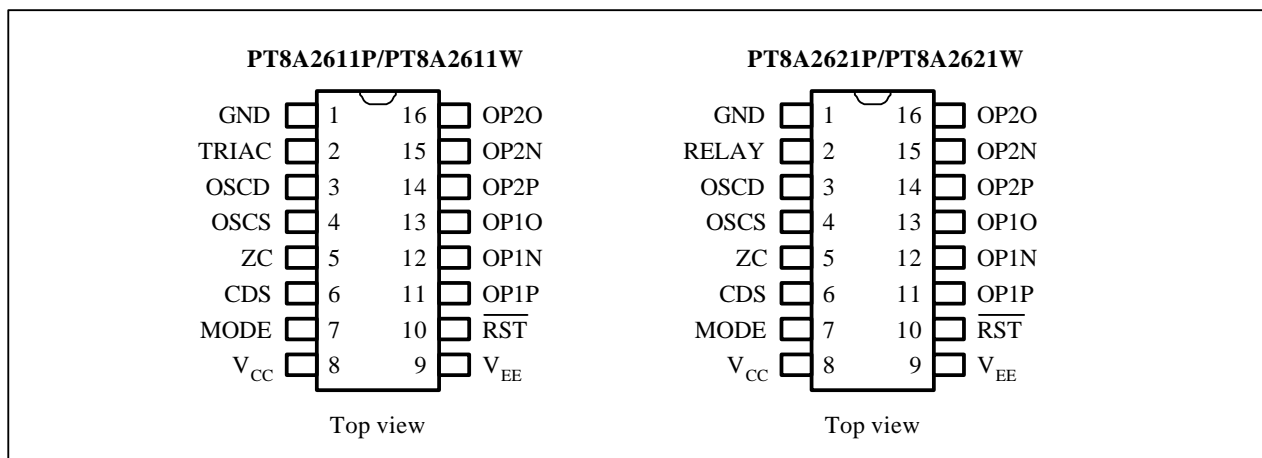 PT8A2611P/PT8A2611W
GND 1 16 OP2O
TRIAC 2 15 OP2N
OSCD 3 14 OP2P
OSCS 4 13 OP1O
ZC 5 12 OP1N
CDS 6 11 OP1P
MODE 7 10 RST
VCC 8 9 VEE
Top view
PT8A2621P/PT8A2621W
GND 1 16 OP2O
RELAY 2 15 OP2N
OSCD 3 14 OP2P
OSCS 4 13 OP1O
ZC 5 12 OP1N
CDS 6 11 OP1P
MODE 7 10 RST
VCC 8 9 VEE
Top view